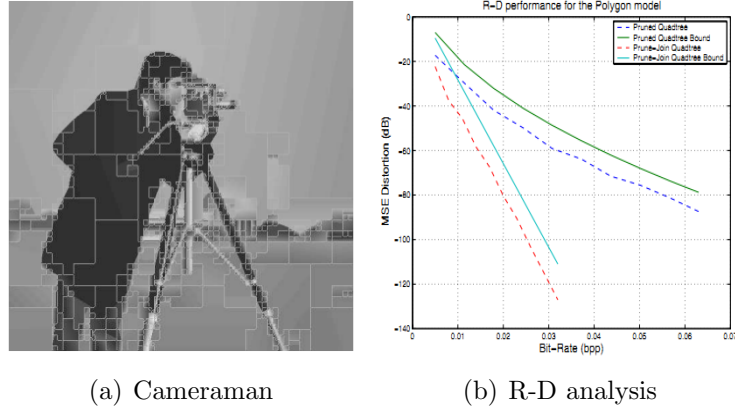 R-D performance for the Polygon model
Pruned Quadtree
Pruned Quadtree Bound
Prune-Join Quadtree
Prune-Join Quadtree Bound
MSE Distortion (dB)
0
-20
-40
-60
-80
-100
-120
-140
0 0.01 0.02 0.03 0.04 0.05 0.06 0.07
Bit-Rate (bpp)
(a) Cameraman
(b) R-D analysis